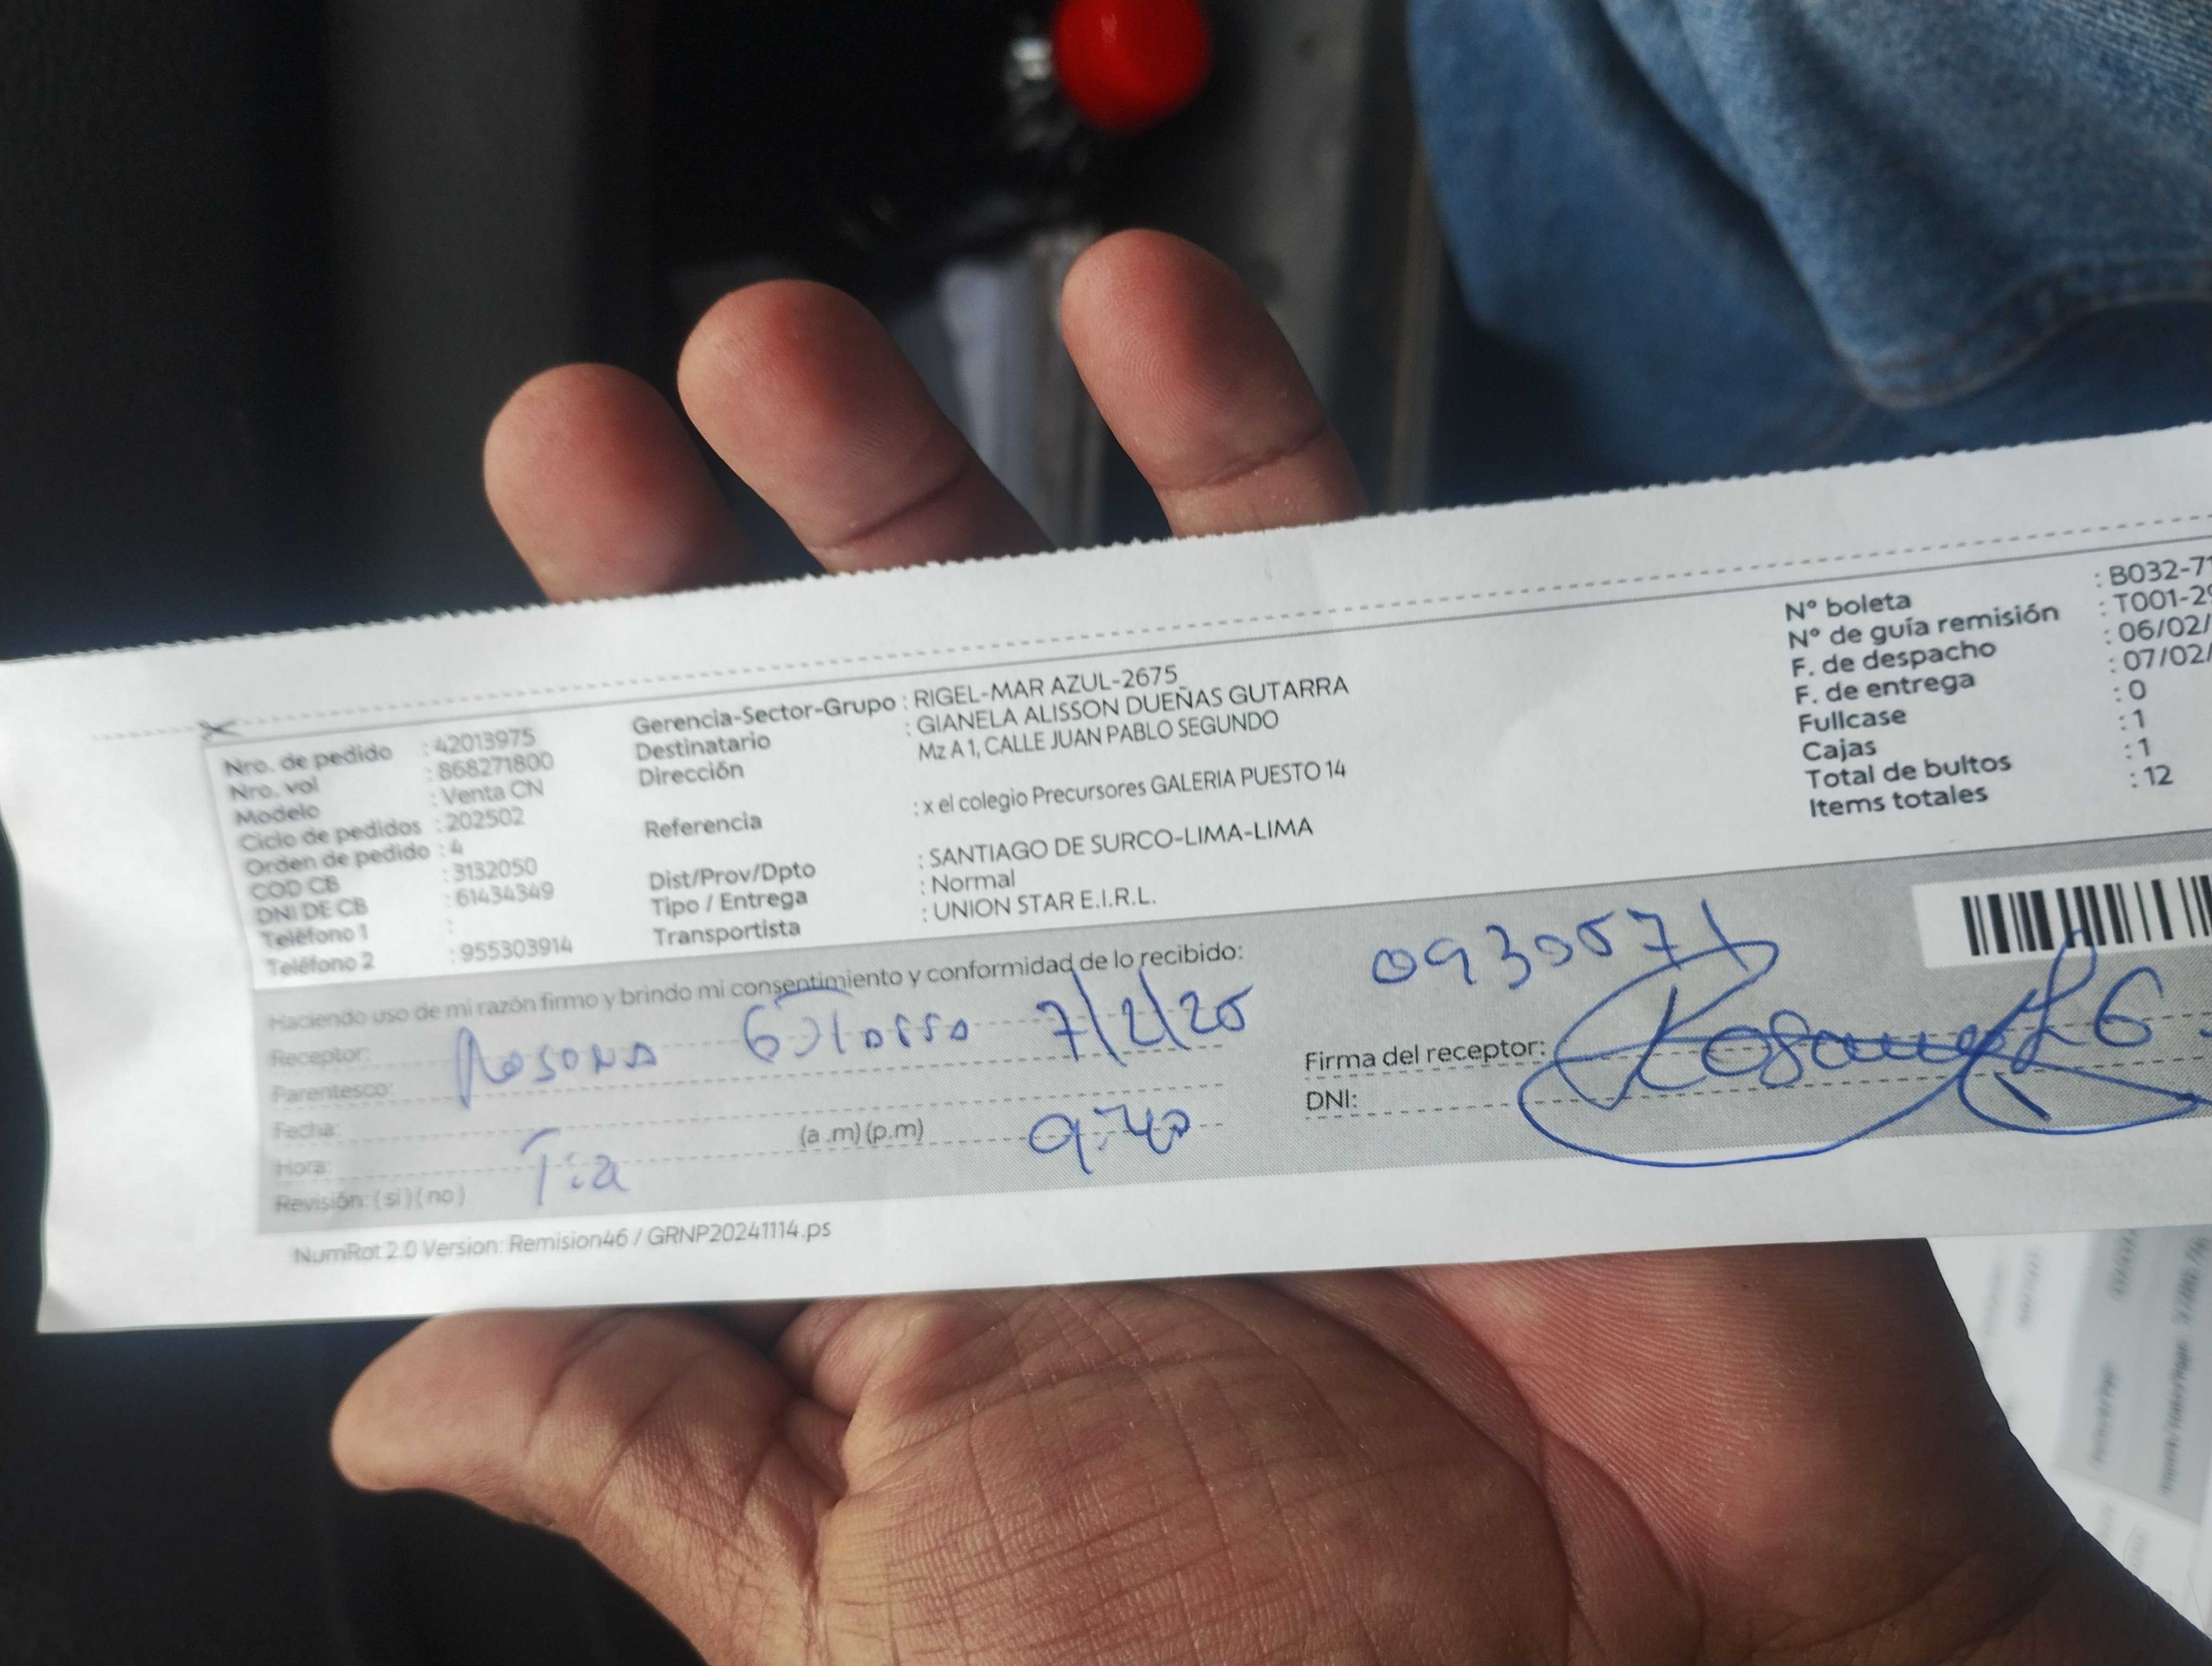 Nro. de pedido : 42013975
Nro. vol : 868271800
Modelo : Venta CN
Ciclo de pedidos : 202502
Orden de pedido : 4
COD CB : 3132050
DNI DE CB : 61434349
Teléfono 1 :
Teléfono 2 : 955303914
Gerencia-Sector-Grupo : RIGEL-MAR AZUL-2675
Destinatario : GIANELA ALISSON DUEÑAS GUTARRA
Dirección Mz A 1, CALLE JUAN PABLO SEGUNDO
Referencia : x el colegio Precursores GALERIA PUESTO 14
Dist/Prov/Dpto : SANTIAGO DE SURCO-LIMA-LIMA
Tipo / Entrega : Normal
Transportista : UNION STAR E.I.R.L.
N° boleta : B032-71
N° de guía remisión : T001-29
F. de despacho : 06/02/
F. de entrega : 07/02/
Fullcase : 0
Cajas : 1
Total de bultos : 1
Items totales : 12
Haciendo uso de mi razón firmo y brindo mi consentimiento y conformidad de lo recibido:
Receptor: Rosona 7/2/25
Parentesco:
Fecha:
Hora: (a .m) (p.m) 9:40
Revisión: ( si ) ( no ) Tia
0930571
Firma del receptor:
DNI:
NumRot 2.0 Version: Remision46 / GRNP20241114.ps